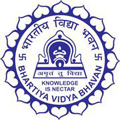 भारतीय विद्या भवन
अमृतं तु विद्या
KNOWLEDGE
IS NECTAR
BHARTIYA VIDYA BHAVAN